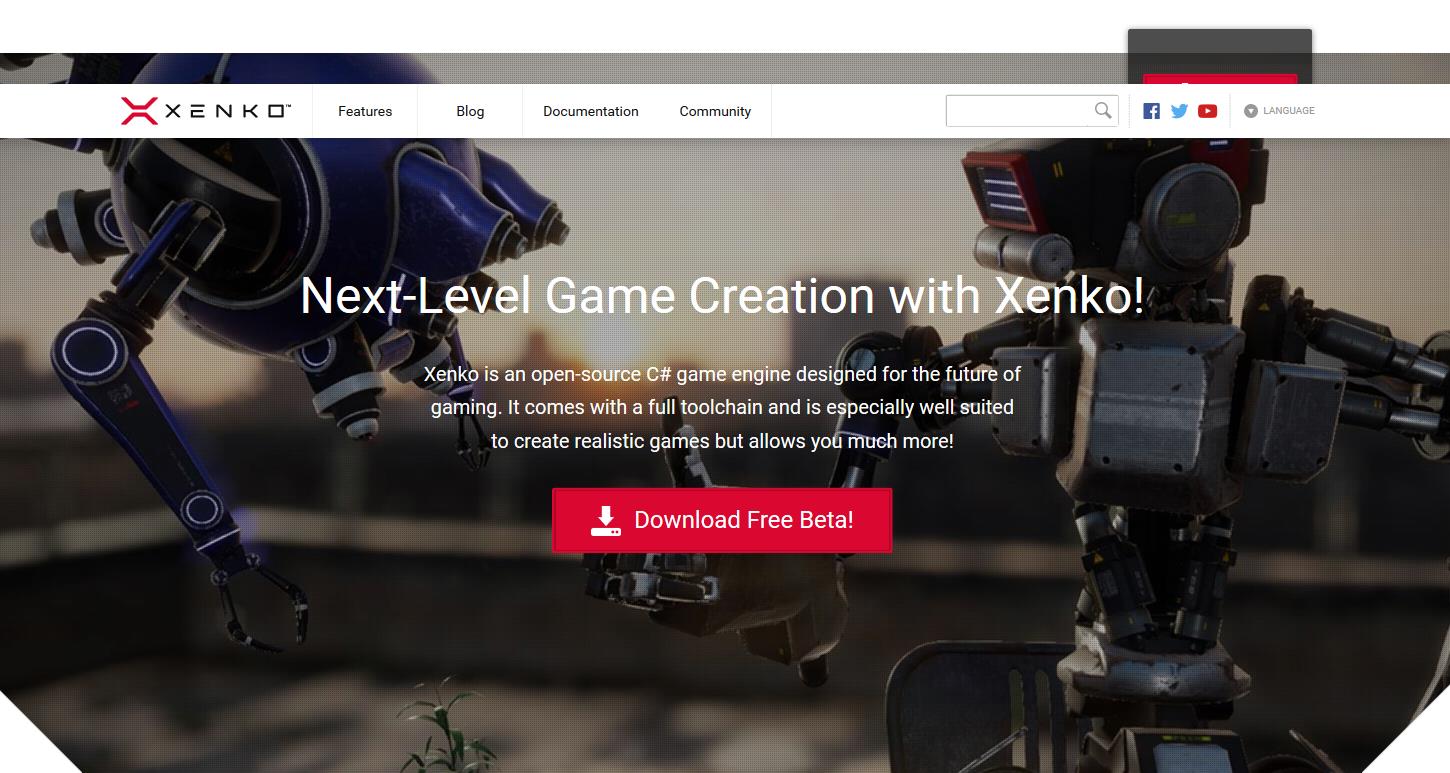 XENKO™
Features
Blog
Documentation
Community
LANGUAGE
Next-Level Game Creation with Xenko!
Xenko is an open-source C# game engine designed for the future of
gaming. It comes with a full toolchain and is especially well suited
to create realistic games but allows you much more!
Download Free Beta!